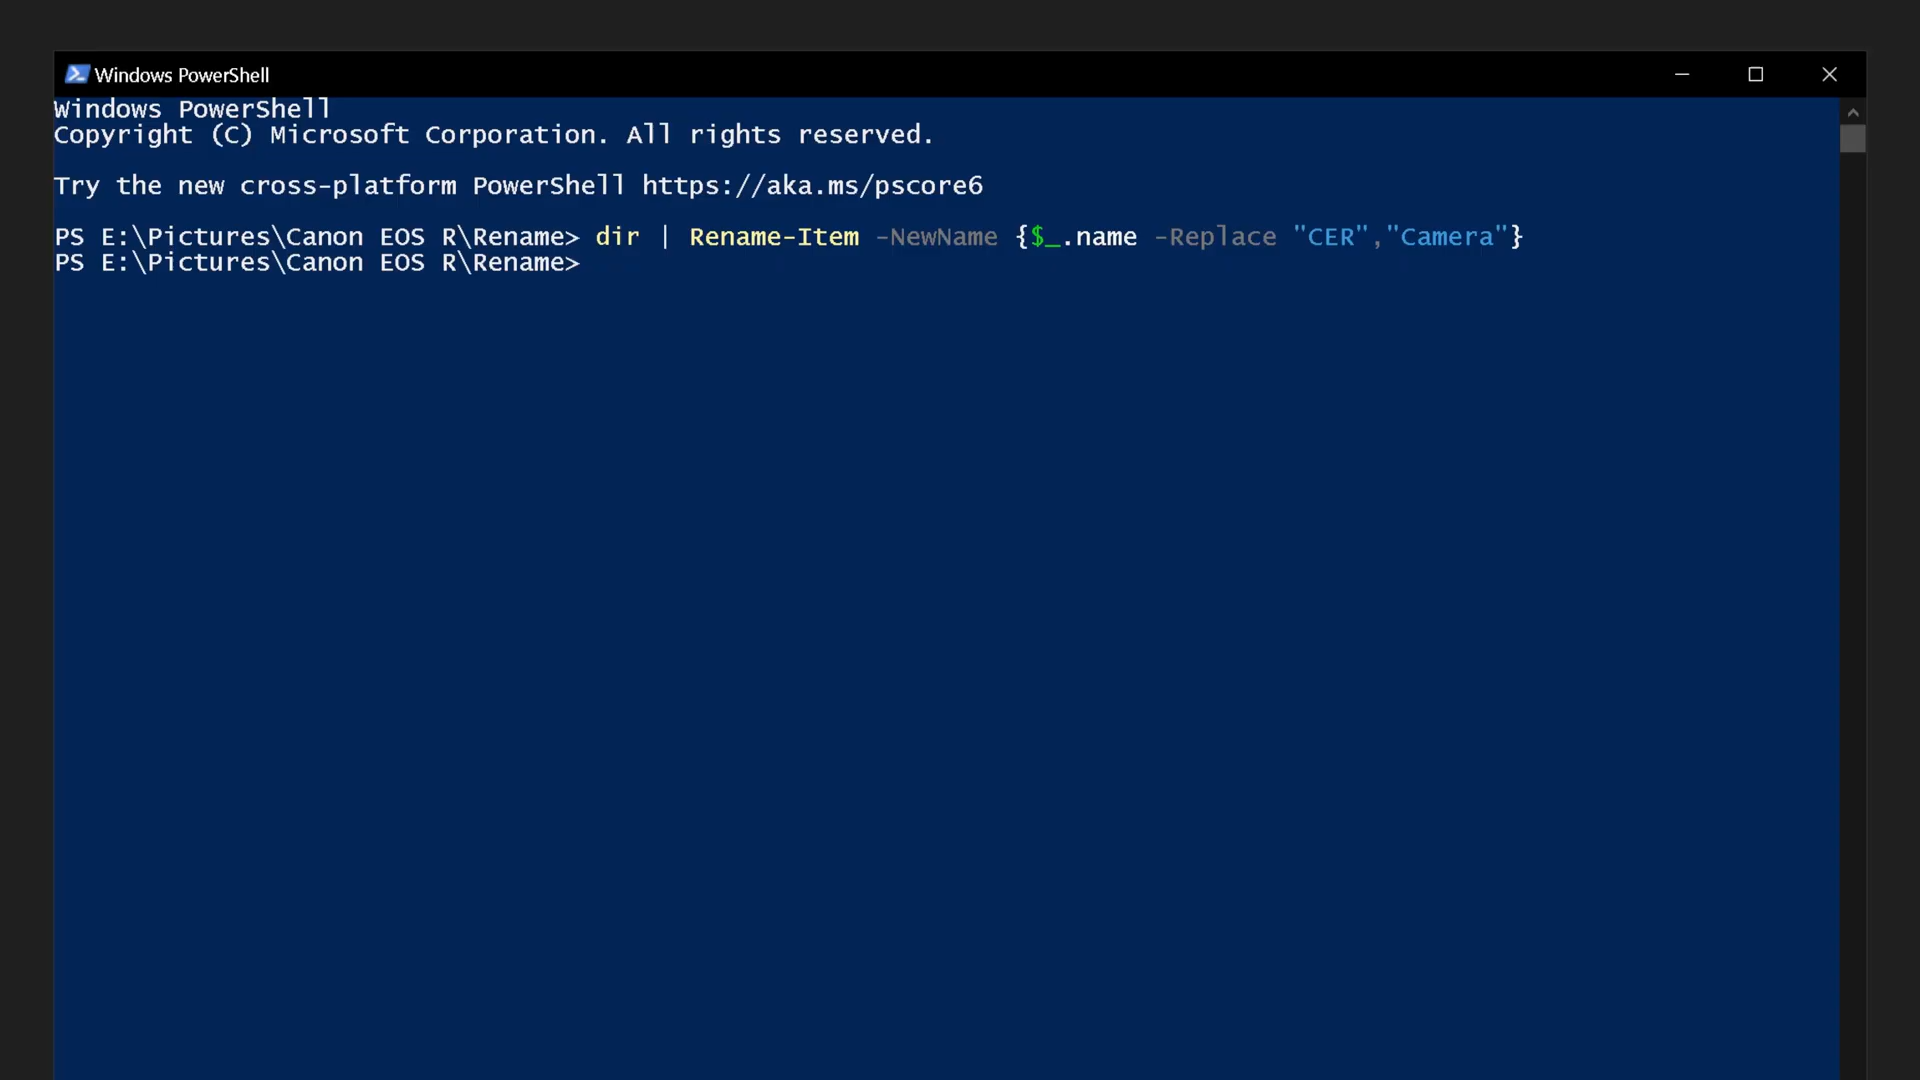 Windows PowerShell
Windows PowerShell
Copyright (C) Microsoft Corporation. All rights reserved.
Try the new cross-platform PowerShell https://aka.ms/pscore6
PS E:\Pictures\Canon EOS R\Rename> dir | Rename-Item -NewName {$_.name -Replace "CER","Camera"}
PS E:\Pictures\Canon EOS R\Rename>